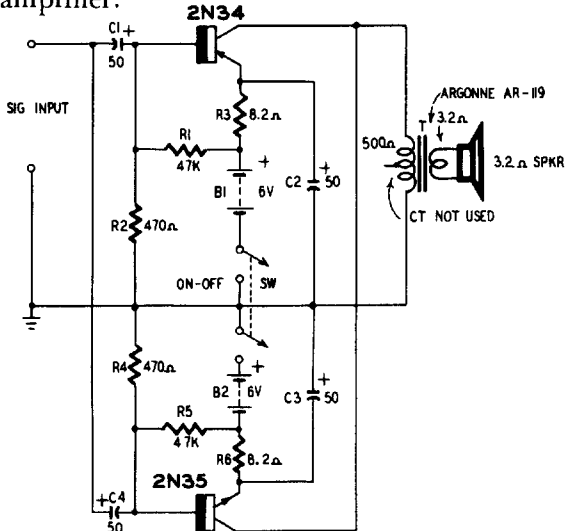 amplifier.
2N34
C1 +
50
SIG INPUT
R3 8.2Ω
R1
47K
B1 + 6V
C2 + 50
R2 470Ω
ON-OFF SW
ARGONNE AR-119
T 3.2Ω
500Ω
3.2Ω SPKR
CT NOT USED
R4 470Ω
B2 + 6V
C3 + 50
R5
47K
R6 8.2Ω
2N35
+ C4
50